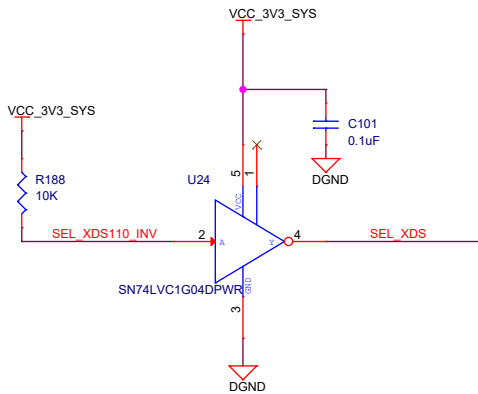 VCC_3V3_SYS
VCC_3V3_SYS
C101
0.1uF
DGND
R188
10K
U24
5
1
VCC
SEL_XDS110_INV
2
A
Y
4
SEL_XDS
SN74LVC1G04DPWR
GND
3
DGND